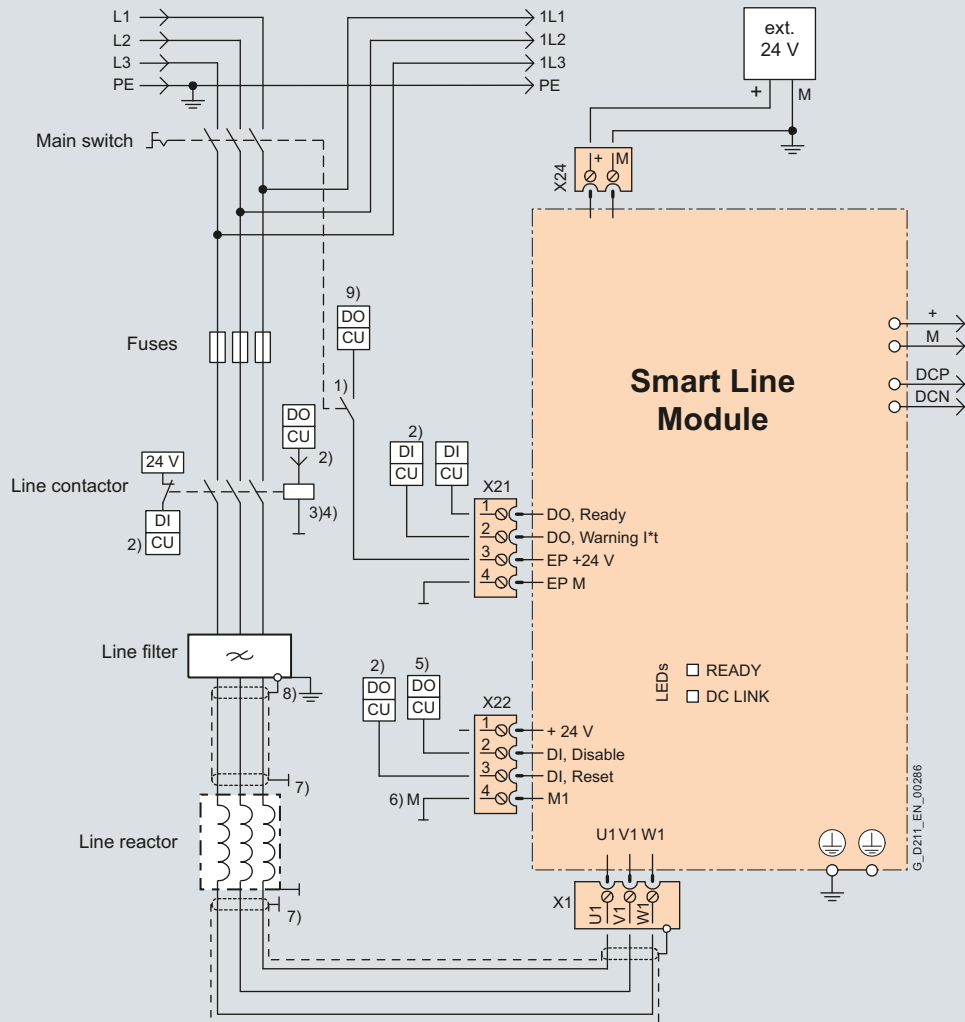 L1
L2
L3
PE
1L1
1L2
1L3
PE
ext.
24 V
+
M
Main switch
X24
+
M
Fuses
9)
DO
CU
1)
DO
CU
2)
Smart Line
Module
+
M
DCP
DCN
24 V
Line contactor
DI
CU
2)
3)4)
2)
DI
CU
DI
CU
X21
1
2
3
4
DO, Ready
DO, Warning I*t
EP +24 V
EP M
Line filter
8)
7)
2)
DO
CU
5)
DO
CU
X22
1
2
3
4
+ 24 V
DI, Disable
DI, Reset
M1
6) M
LEDs
READY
DC LINK
Line reactor
7)
U1 V1 W1
X1
U1
V1
W1
G_D211_EN_00286